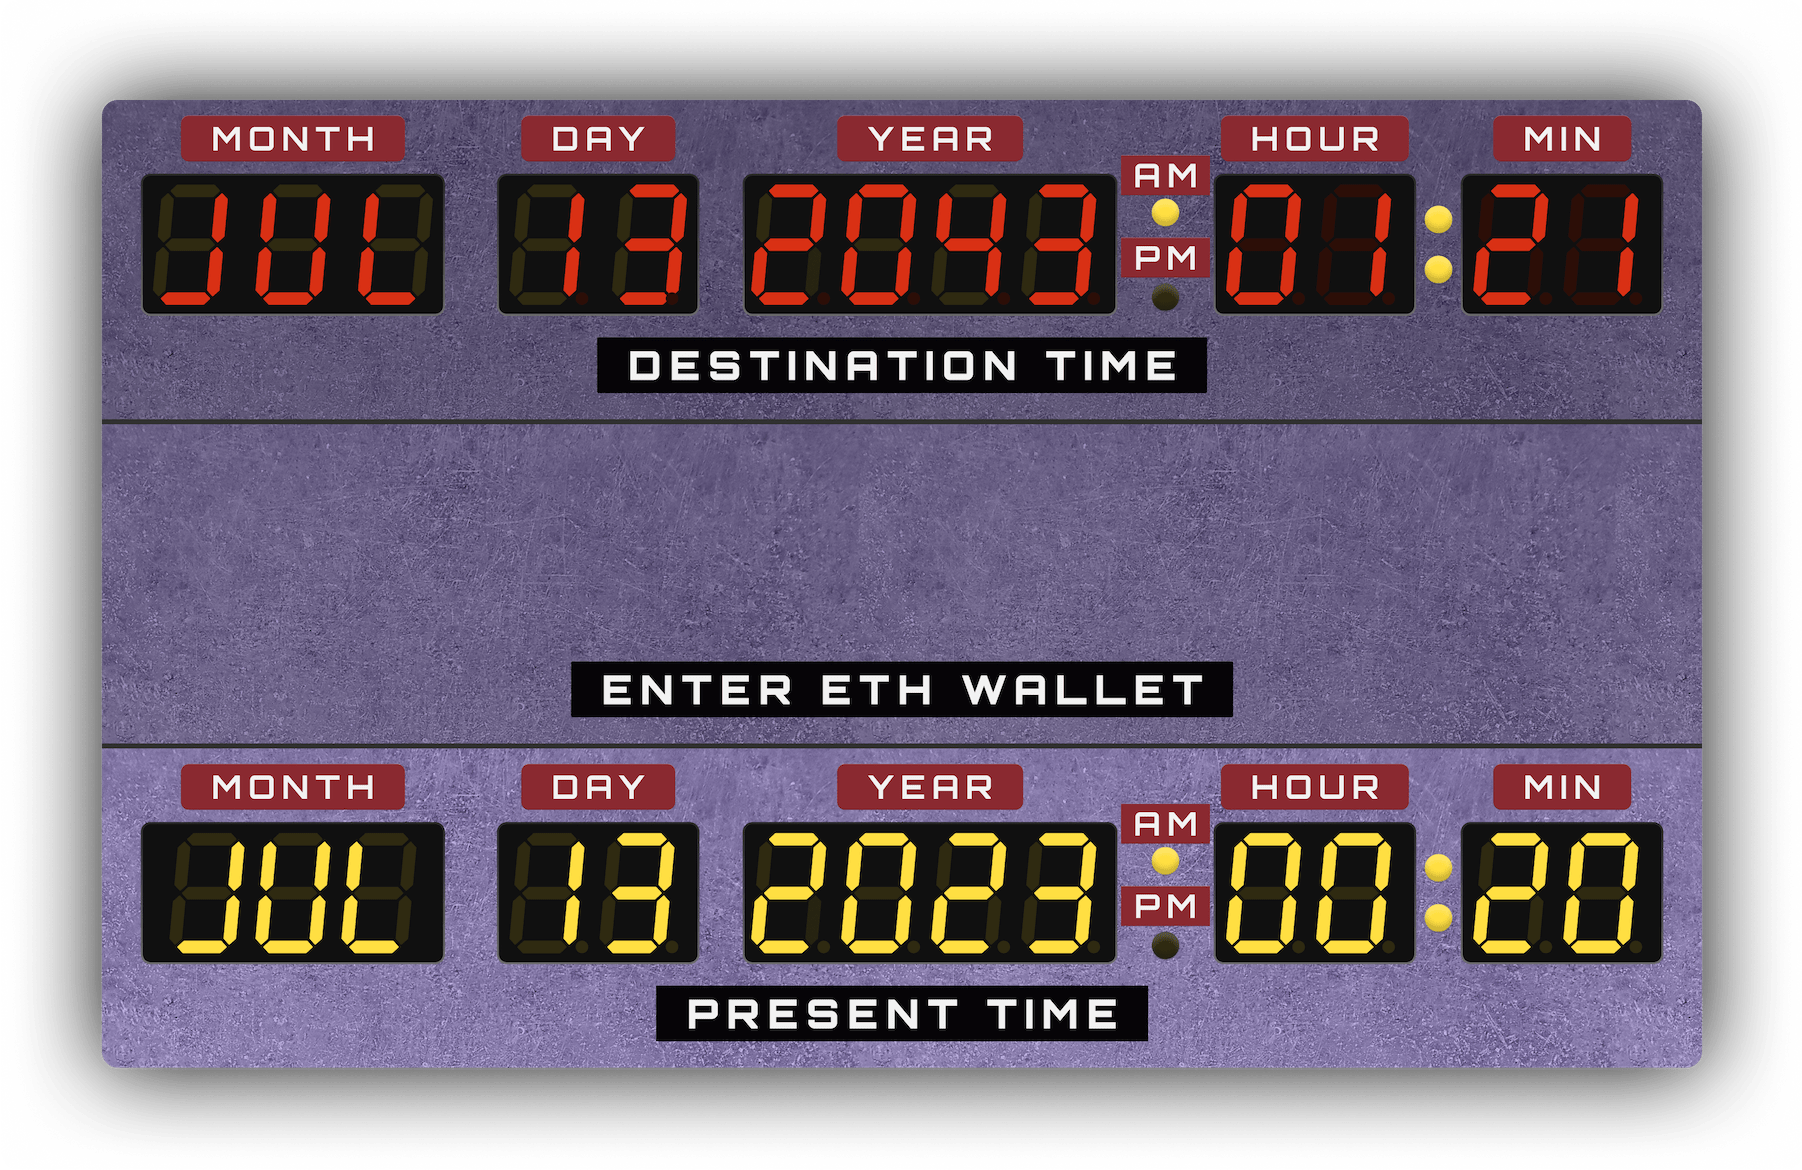 MONTH DAY YEAR HOUR MIN
AM
JUL 13 2043 01:21
PM
DESTINATION TIME
ENTER ETH WALLET
MONTH DAY YEAR HOUR MIN
AM
JUL 13 2023 00:20
PM
PRESENT TIME